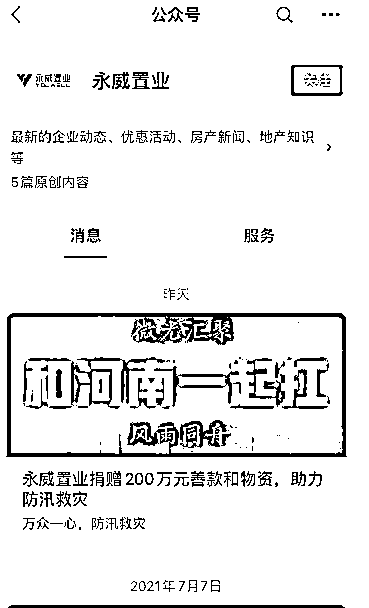 公众号
永威置业
永威置业
关注
最新的企业动态、优惠活动、房产新闻、地产知识
等
5篇原创内容
消息
服务
昨天
微光汇聚
和河南一起扛
风雨同舟
永威置业捐赠200万元善款和物资，助力
防汛救灾
万众一心，防汛救灾
2021年7月7日